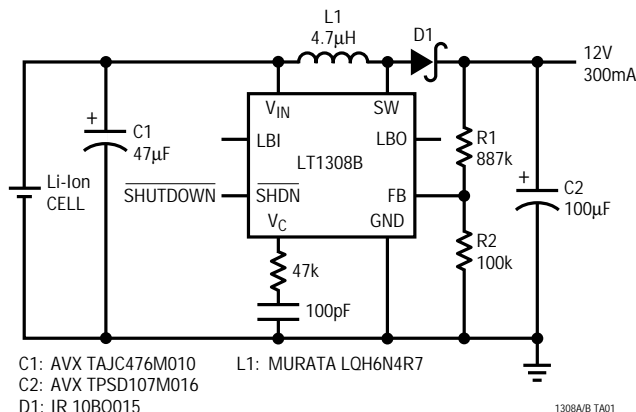 L1
4.7µH
D1
12V
300mA
VIN
SW
+
C1
47µF
LBI
LBO
LT1308B
R1
887k
Li-Ion
CELL
SHUTDOWN
SHDN
FB
+
C2
100µF
VC
GND
R2
100k
47k
100pF
C1: AVX TAJC476M010
L1: MURATA LQH6N4R7
C2: AVX TPSD107M016
D1: IR 10BQ015
1308A/B TA01